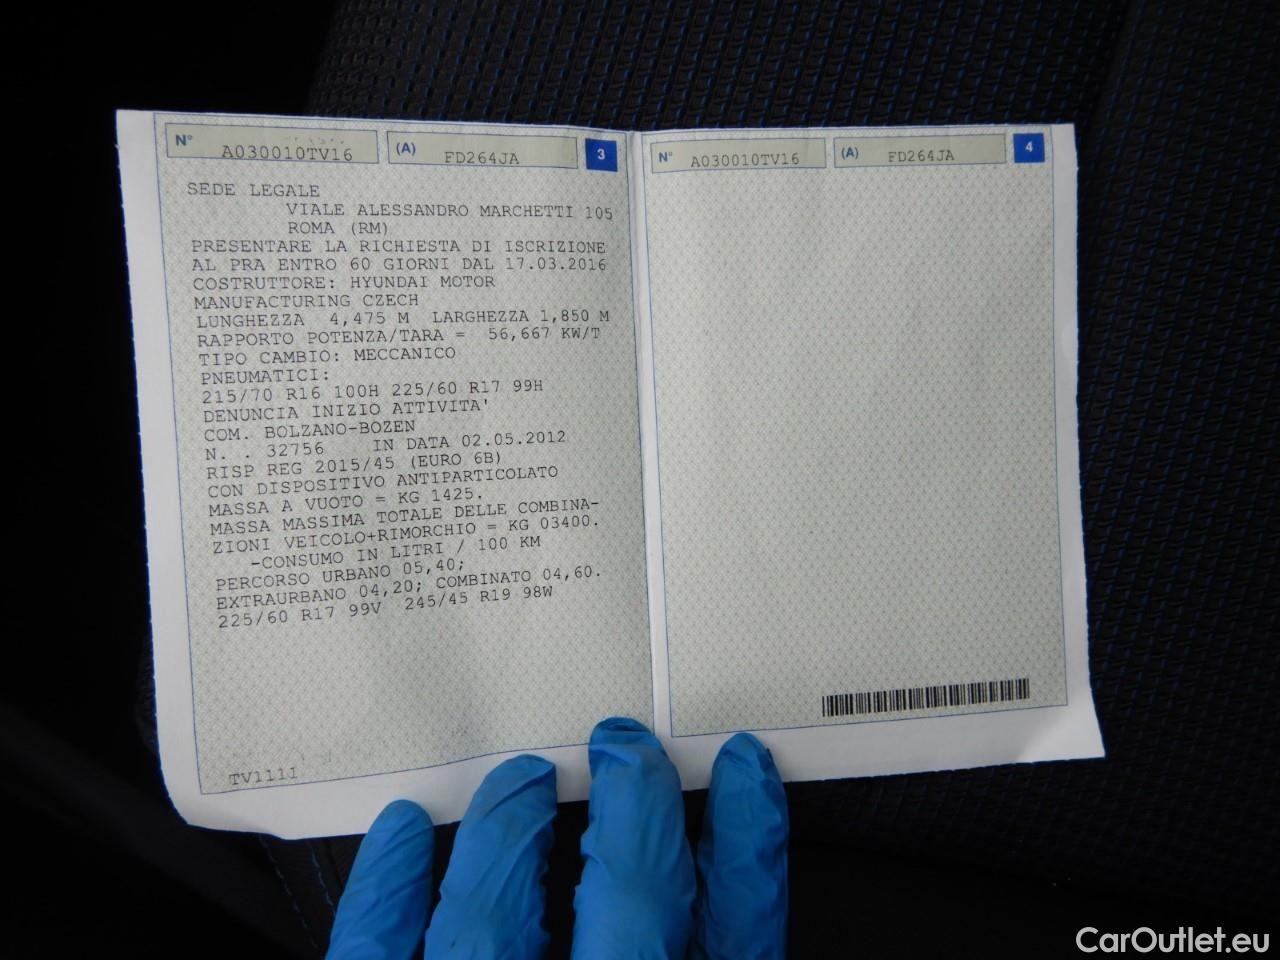 N° A030010TV16 (A) FD264JA 3
SEDE LEGALE
VIALE ALESSANDRO MARCHETTI 105
ROMA (RM)
PRESENTARE LA RICHIESTA DI ISCRIZIONE
AL PRA ENTRO 60 GIORNI DAL 17.03.2016
COSTRUTTORE: HYUNDAI MOTOR
MANUFACTURING CZECH
LUNGHEZZA 4,475 M LARGHEZZA 1,850 M
RAPPORTO POTENZA/TARA = 56,667 KW/T
TIPO CAMBIO: MECCANICO
PNEUMATICI:
215/70 R16 100H 225/60 R17 99H
DENUNCIA INIZIO ATTIVITA'
COM. BOLZANO-BOZEN
N. . 32756 IN DATA 02.05.2012
RISP REG 2015/45 (EURO 6B)
CON DISPOSITIVO ANTIPARTICOLATO
MASSA A VUOTO = KG 1425.
MASSA MASSIMA TOTALE DELLE COMBINA-
ZIONI VEICOLO+RIMORCHIO = KG 03400.
-CONSUMO IN LITRI / 100 KM
PERCORSO URBANO 05,40;
EXTRAURBANO 04,20; COMBINATO 04,60.
225/60 R17 99V 245/45 R19 98W
TV111I
N° A030010TV16 (A) FD264JA 4
CarOutlet.eu